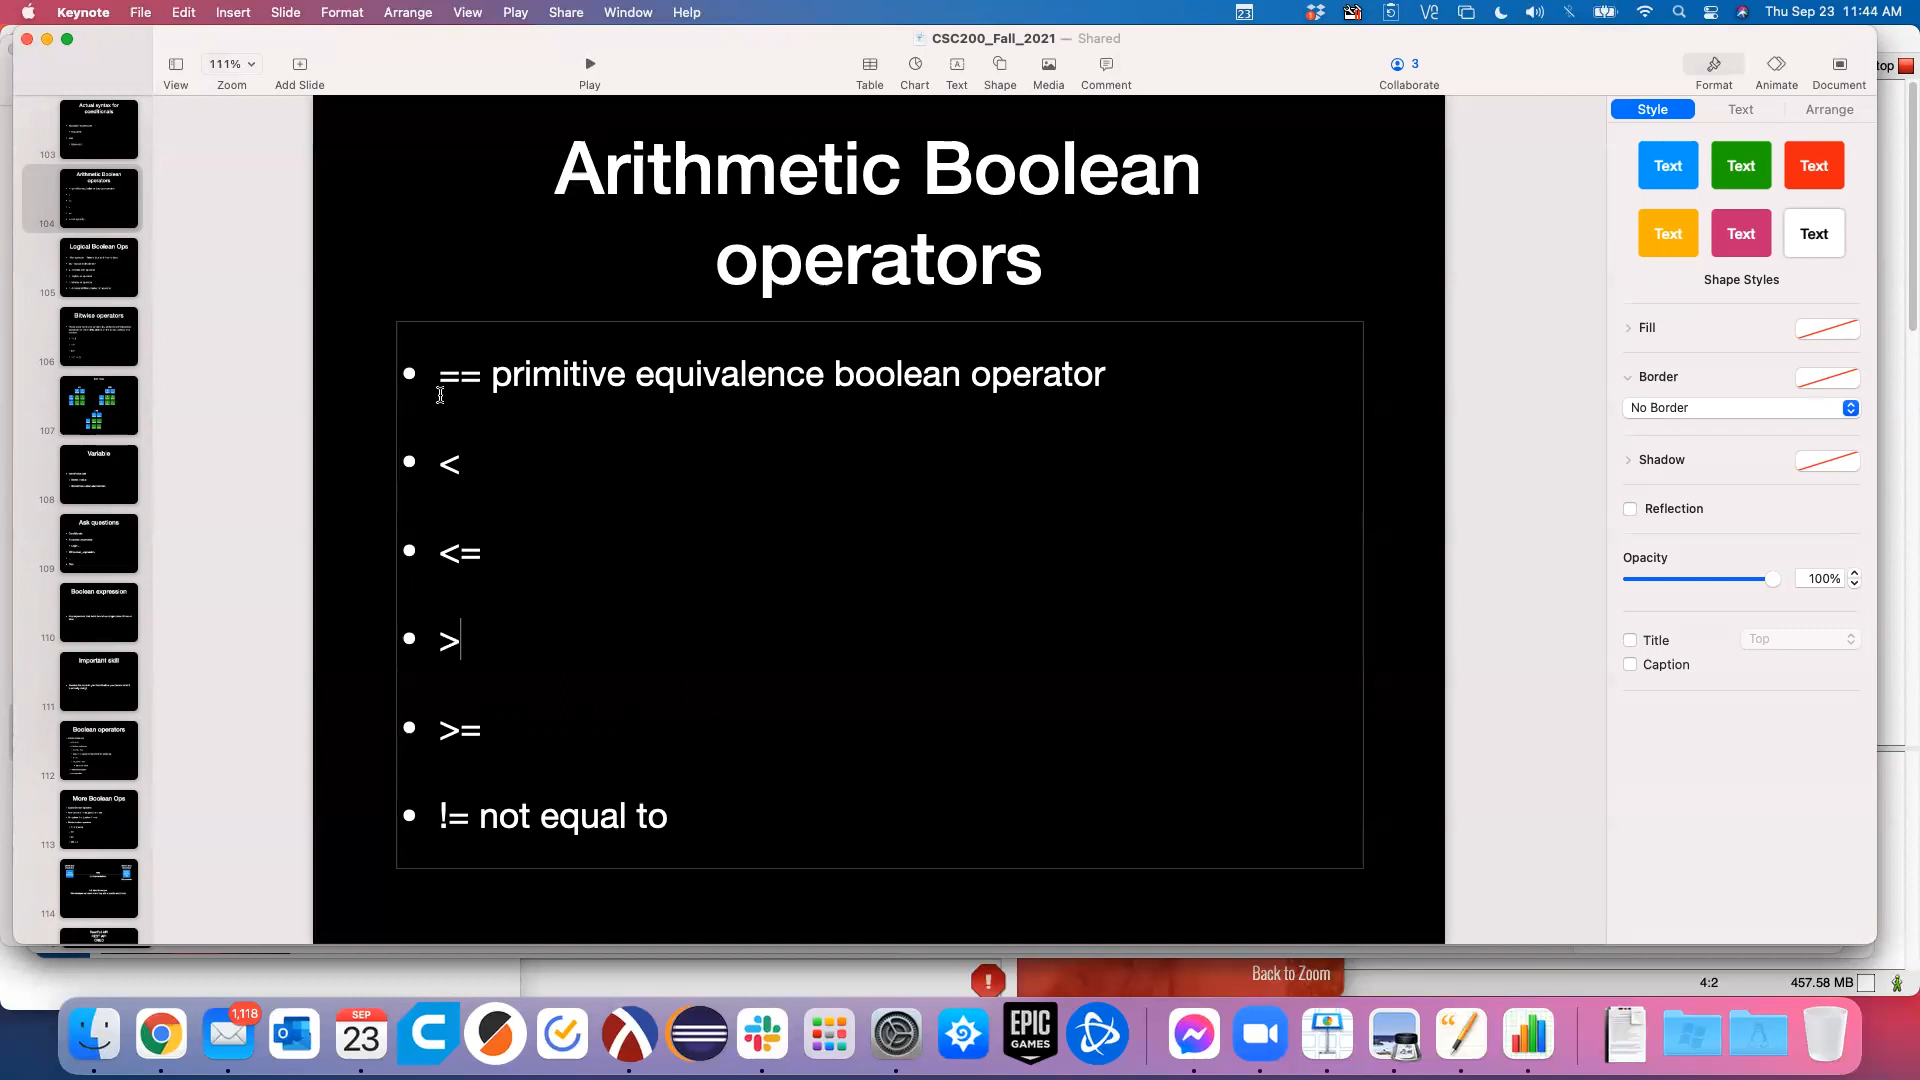 Keynote File Edit Insert Slide Format Arrange View Play Share Window Help
23
Thu Sep 23 11:44 AM
CSC200_Fall_2021 — Shared
111%
3
View Zoom Add Slide Play Table Chart Text Shape Media Comment Collaborate Format Animate Document
top
Style Text Arrange
Text Text Text
Text Text Text
Shape Styles
Fill
Border
No Border
Shadow
Reflection
Opacity
100%
Title
Top
Caption
Actual syntax for
conditionals
103
Arithmetic Boolean
operators
104
Logical Boolean Ops
105
Bitwise operators
106
107
Variable
108
Ask questions
109
Boolean expression
110
Important skill
111
Boolean operators
112
More Boolean Ops
113
114
Arithmetic Boolean
operators
• == primitive equivalence boolean operator
• <
• <=
• >
• >=
• != not equal to
Back to Zoom
4:2
457.58 MB
1,118
SEP
23
EPIC
GAMES